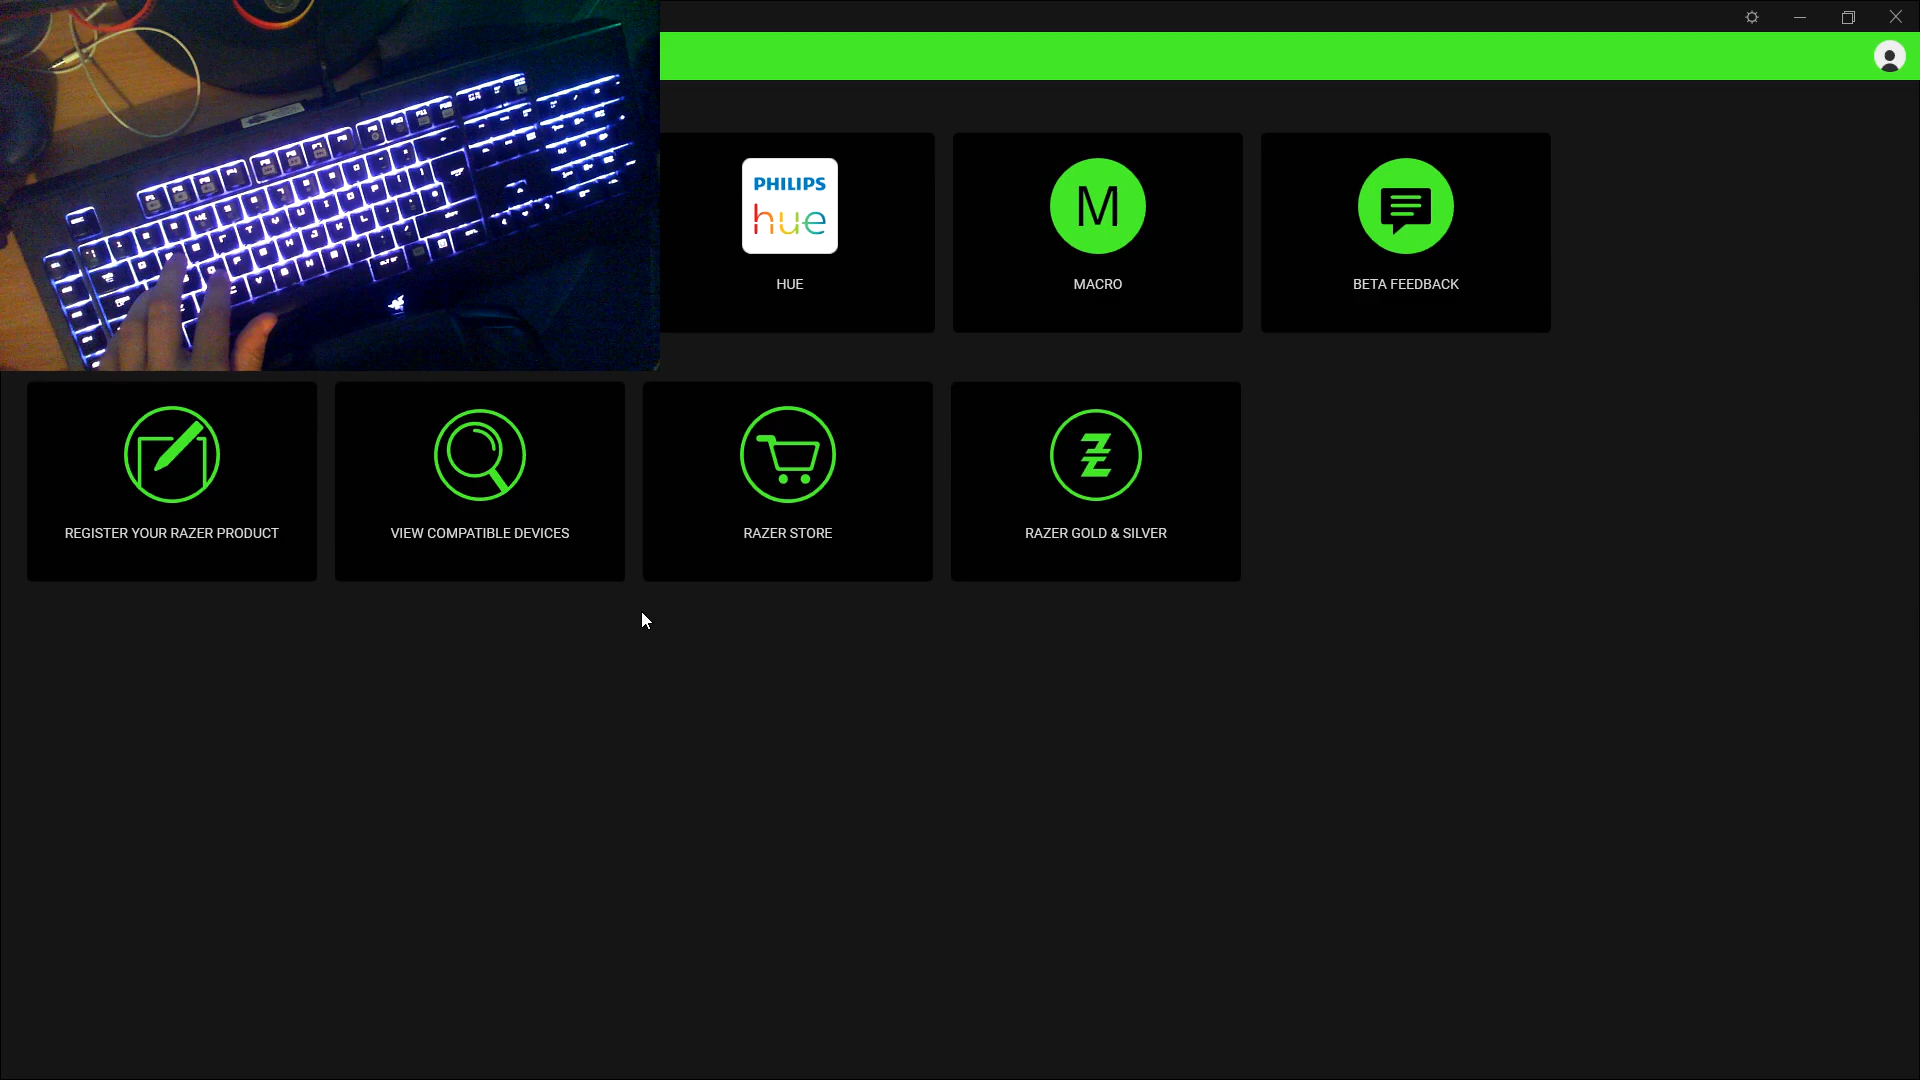 PHILIPS
hue
HUE
M
MACRO
BETA FEEDBACK
REGISTER YOUR RAZER PRODUCT
VIEW COMPATIBLE DEVICES
RAZER STORE
RAZER GOLD & SILVER